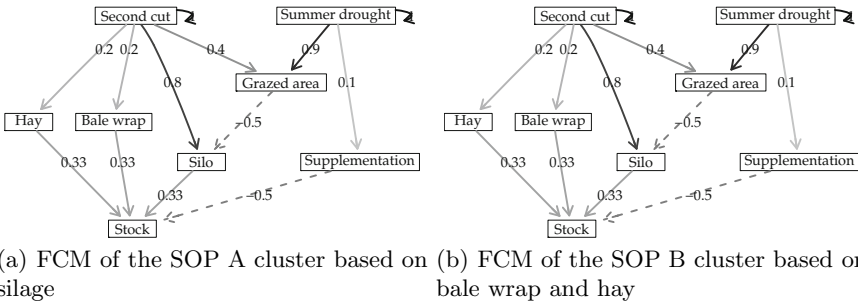 Second cut
Summer drought
0.2 0.2
0.4
0.9
0.8
Grazed area
0.1
Hay
Bale wrap
−0.5
Silo
Supplementation
0.33
0.33
0.33
−0.5
Stock
Second cut
Summer drought
0.2 0.2
0.4
0.9
0.8
Grazed area
0.1
Hay
Bale wrap
−0.5
Silo
Supplementation
0.33
0.33
0.33
−0.5
Stock
(a) FCM of the SOP A cluster based on
silage
(b) FCM of the SOP B cluster based on
bale wrap and hay